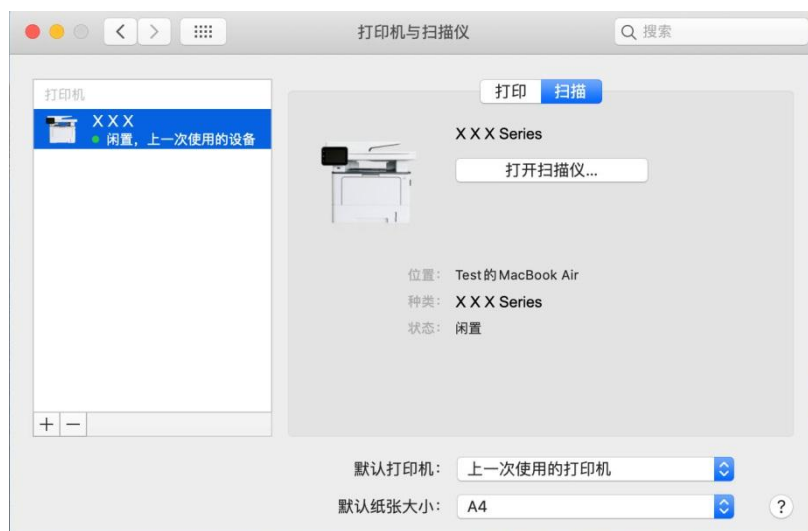 打印机与扫描仪
搜索
打印机
X X X
闲置，上一次使用的设备
打印 扫描
X X X Series
打开扫描仪...
位置： Test的MacBook Air
种类： X X X Series
状态： 闲置
+ −
默认打印机： 上一次使用的打印机
默认纸张大小： A4
?